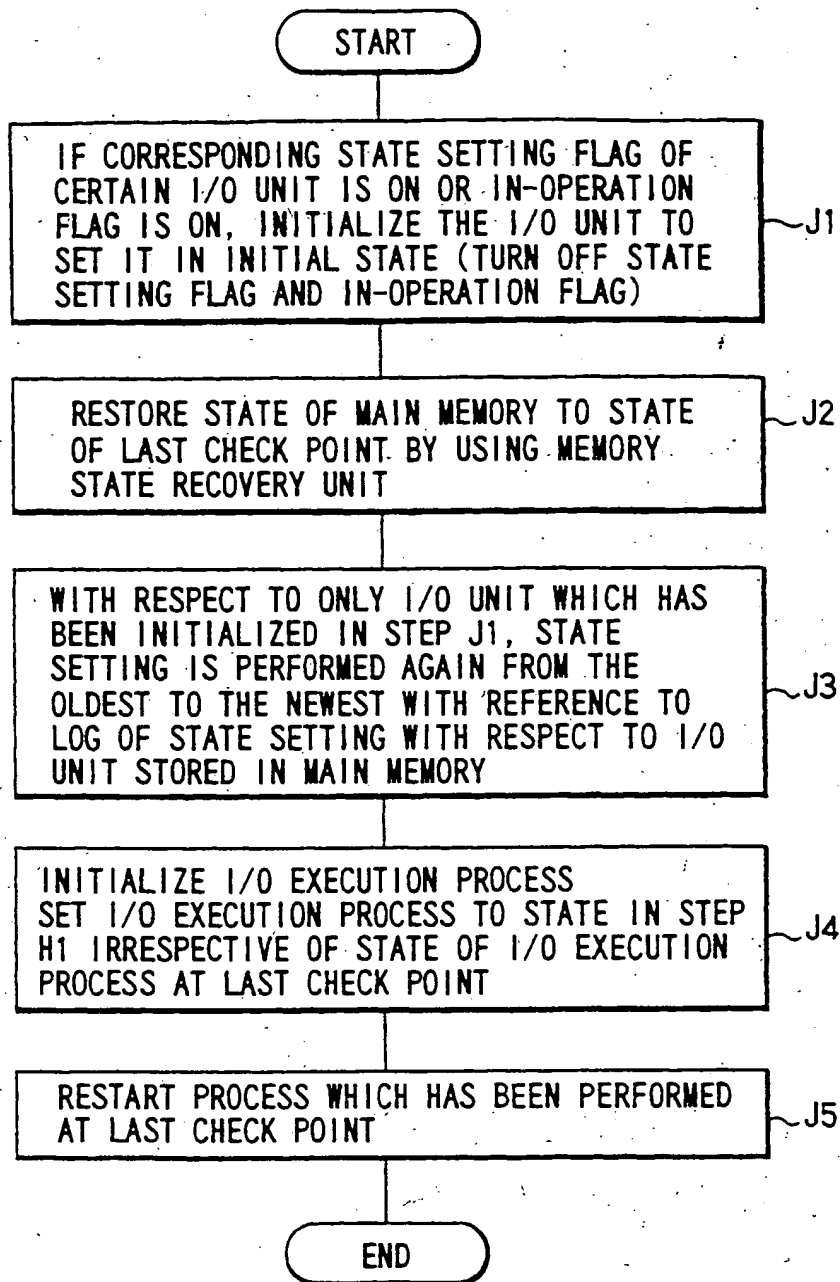 START
IF CORRESPONDING STATE SETTING FLAG OF
CERTAIN I/O UNIT IS ON OR IN-OPERATION
FLAG IS ON, INITIALIZE THE I/O UNIT TO
SET IT IN INITIAL STATE (TURN OFF STATE
SETTING FLAG AND IN-OPERATION FLAG)
J1
RESTORE STATE OF MAIN MEMORY TO STATE
OF LAST CHECK POINT BY USING MEMORY
STATE RECOVERY UNIT
J2
WITH RESPECT TO ONLY I/O UNIT WHICH HAS
BEEN INITIALIZED IN STEP J1, STATE
SETTING IS PERFORMED AGAIN FROM THE
OLDEST TO THE NEWEST WITH REFERENCE TO
LOG OF STATE SETTING WITH RESPECT TO I/O
UNIT STORED IN MAIN MEMORY
J3
INITIALIZE I/O EXECUTION PROCESS
SET I/O EXECUTION PROCESS TO STATE IN STEP
H1 IRRESPECTIVE OF STATE OF I/O EXECUTION
PROCESS AT LAST CHECK POINT
J4
RESTART PROCESS WHICH HAS BEEN PERFORMED
AT LAST CHECK POINT
J5
END